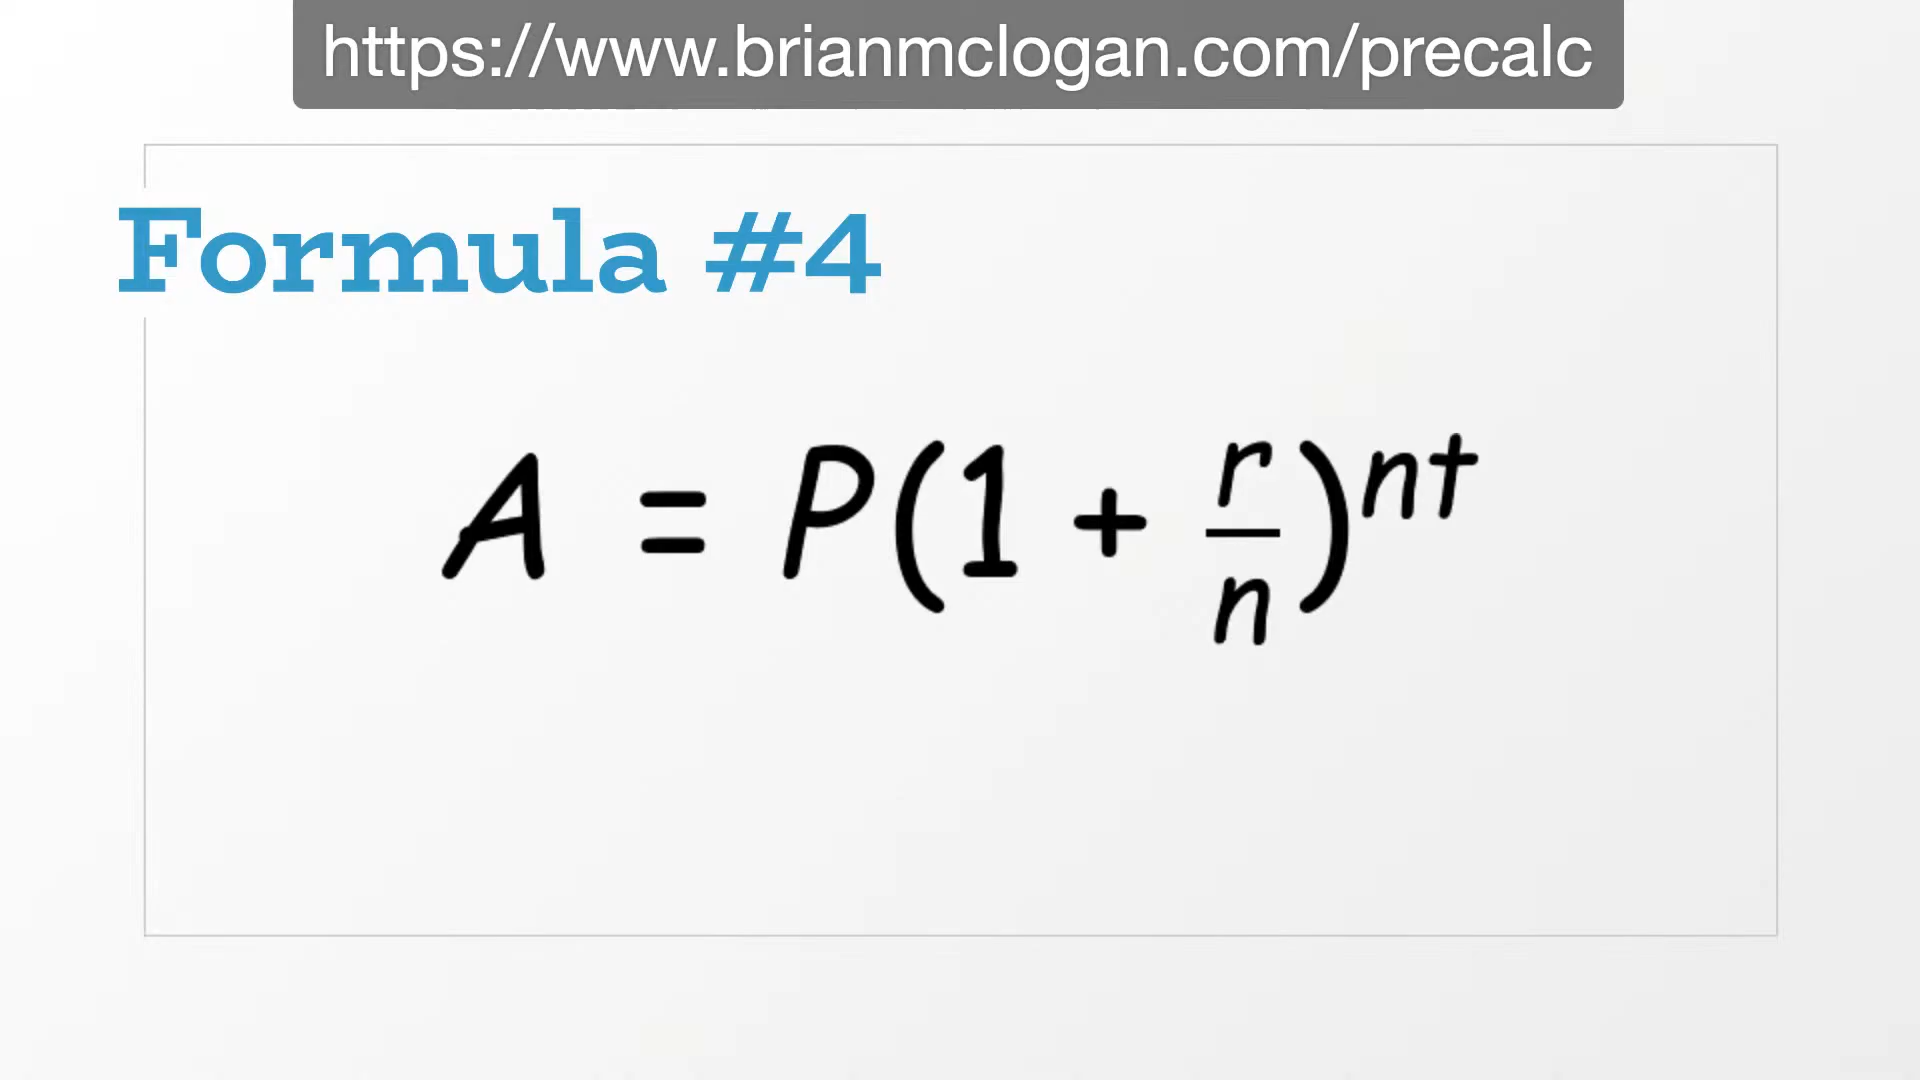 https://www.brianmclogan.com/precalc
Formula #4
A = P(1 + r/n)^nt